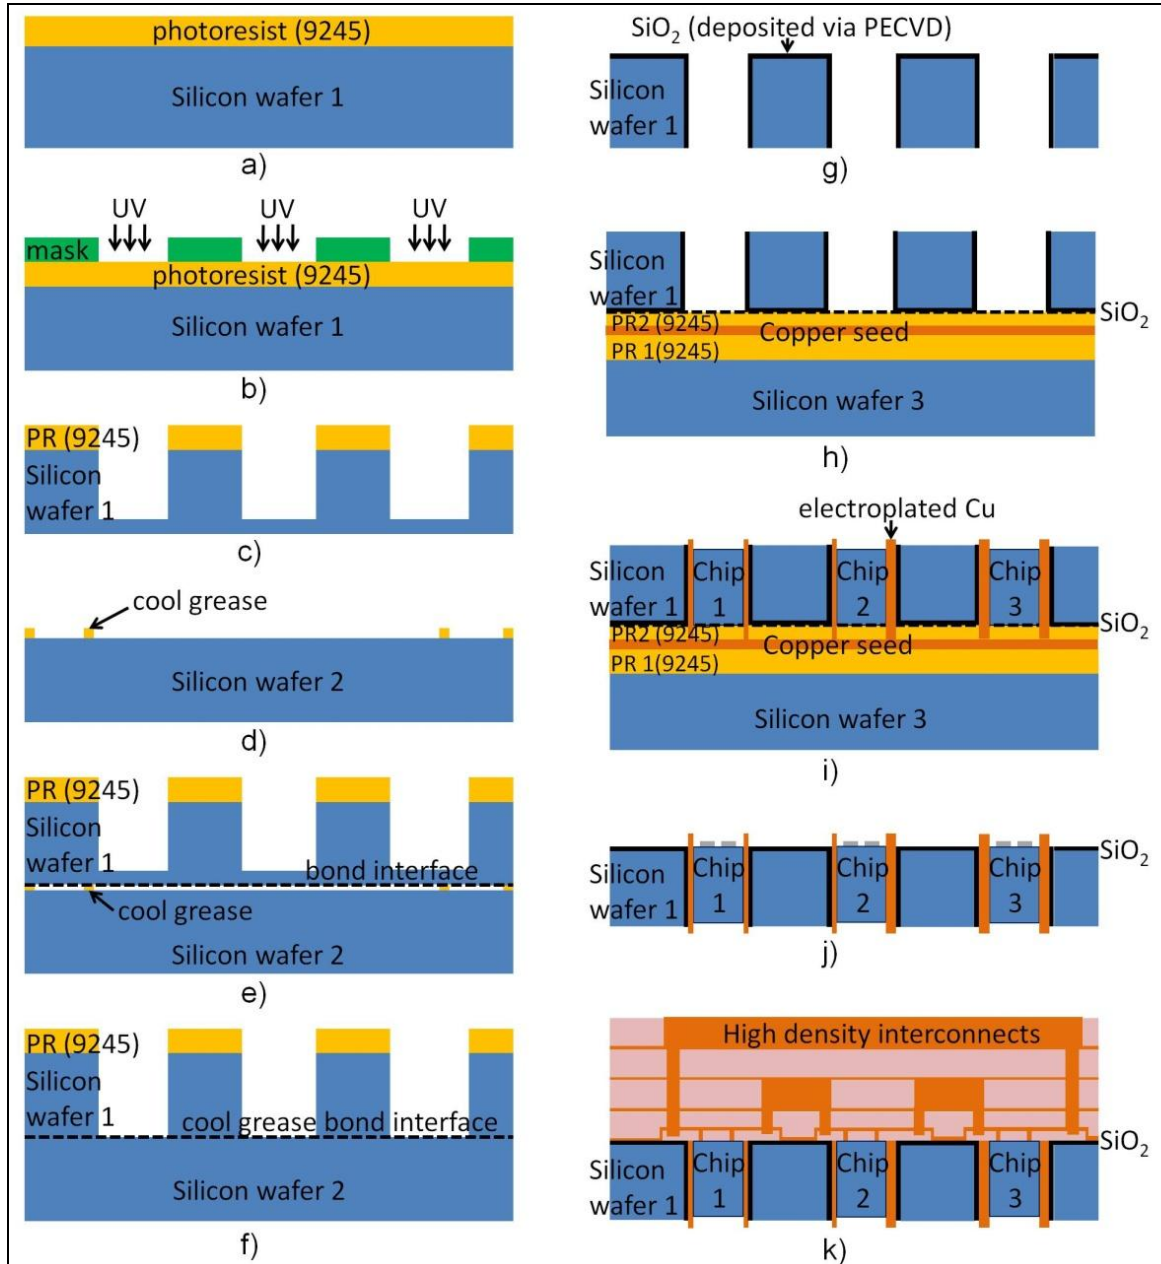 photoresist (9245)
Silicon wafer 1
a)
UV UV UV
mask
photoresist (9245)
Silicon wafer 1
b)
PR (9245)
Silicon
wafer 1
c)
cool grease
Silicon wafer 2
d)
PR (9245)
Silicon
wafer 1
bond interface
cool grease
Silicon wafer 2
e)
PR (9245)
Silicon
wafer 1
cool grease bond interface
Silicon wafer 2
f)
SiO2 (deposited via PECVD)
Silicon
wafer 1
g)
Silicon
wafer 1
SiO2
PR2 (9245)
Copper seed
PR 1(9245)
Silicon wafer 3
h)
electroplated Cu
Silicon
wafer 1
Chip
1
Chip
2
Chip
3
SiO2
PR2 (9245)
Copper seed
PR 1(9245)
Silicon wafer 3
i)
SiO2
Silicon
wafer 1
Chip
1
Chip
2
Chip
3
j)
High density interconnects
SiO2
Silicon
wafer 1
Chip
1
Chip
2
Chip
3
k)